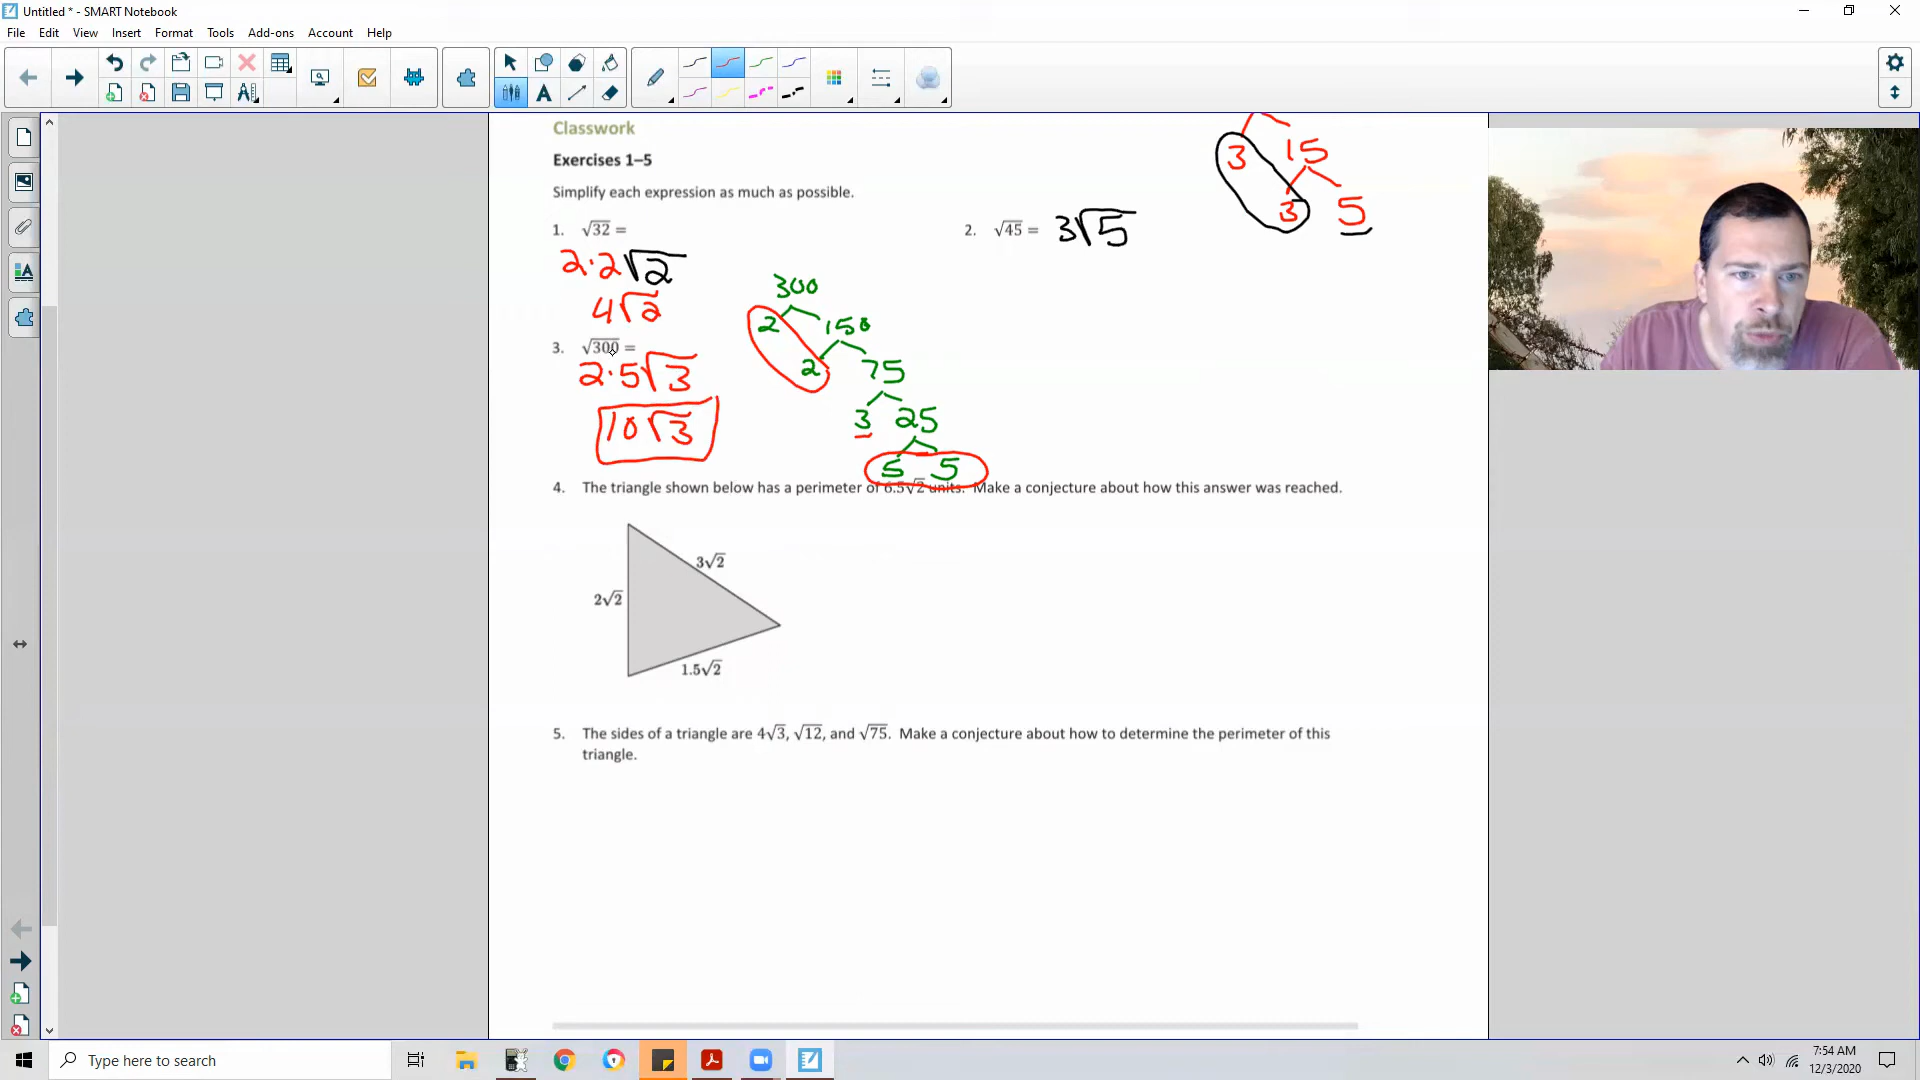 Untitled * - SMART Notebook
File Edit View Insert Format Tools Add-ons Account Help
Classwork
Exercises 1–5
Simplify each expression as much as possible.
3 15
3 5
1. √32 =
2·2√2
4√2
2. √45 = 3√5
3. √300 =
2·5√3
10√3
300
2 150
2 75
3 25
5 5
4. The triangle shown below has a perimeter of 6.5√2 units. Make a conjecture about how this answer was reached.
3√2
2√2
1.5√2
5. The sides of a triangle are 4√3, √12, and √75. Make a conjecture about how to determine the perimeter of this
triangle.
Type here to search
7:54 AM
12/3/2020